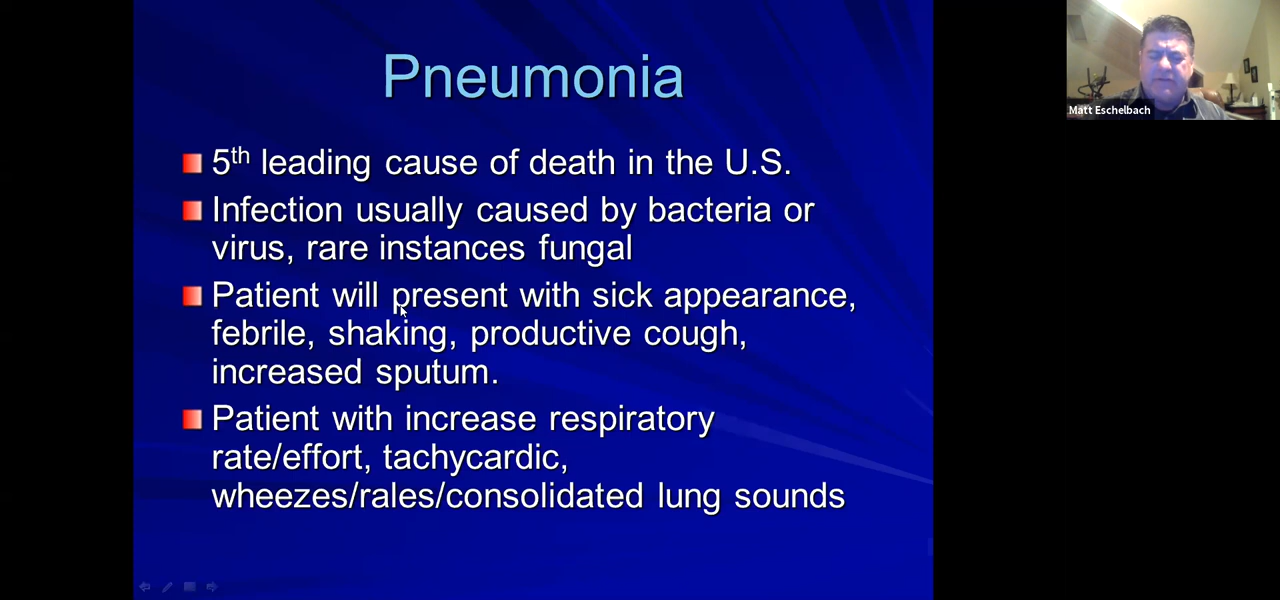 Pneumonia
5th leading cause of death in the U.S.
Infection usually caused by bacteria or
virus, rare instances fungal
Patient will present with sick appearance,
febrile, shaking, productive cough,
increased sputum.
Patient with increase respiratory
rate/effort, tachycardic,
wheezes/rales/consolidated lung sounds
Matt Eschelbach